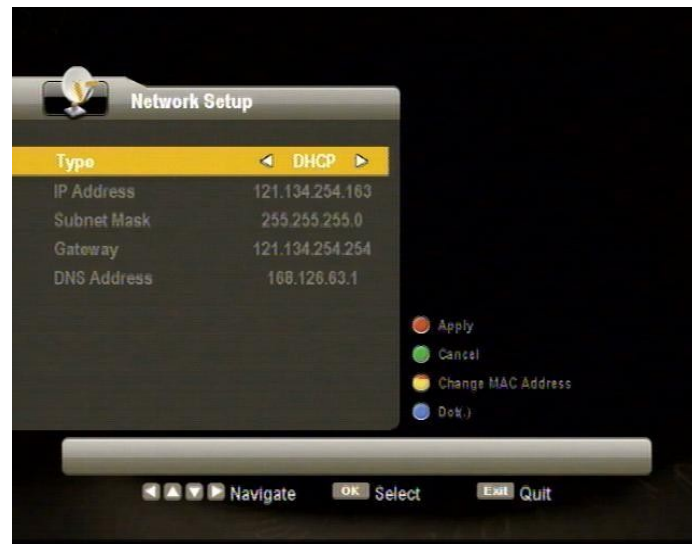 Network Setup
Type DHCP
IP Address 121.134.254.163
Subnet Mask 255.255.255.0
Gateway 121.134.254.254
DNS Address 168.126.63.1
Apply
Cancel
Change MAC Address
Dot(.)
Navigate OK Select Exit Quit